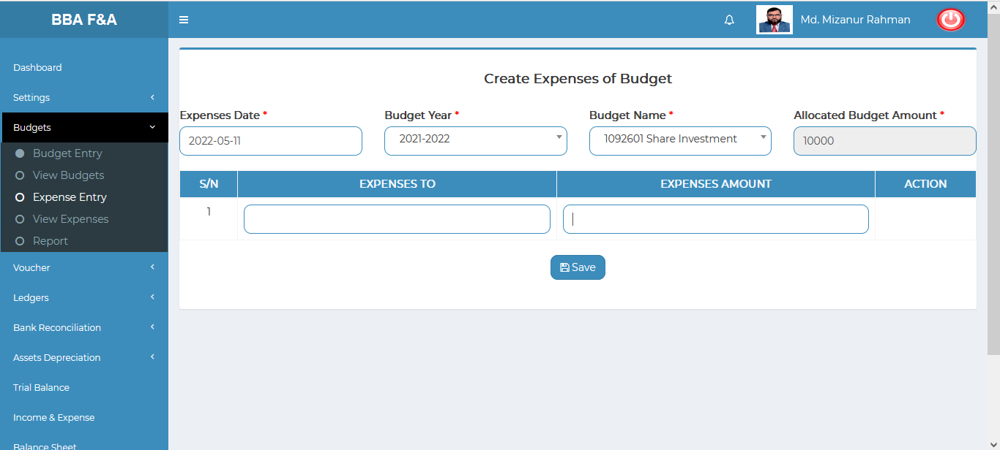 BBA F&A
Md. Mizanur Rahman
Dashboard
Settings
Budgets
Budget Entry
View Budgets
Expense Entry
View Expenses
Report
Voucher
Ledgers
Bank Reconciliation
Assets Depreciation
Trial Balance
Income & Expense
Balance Sheet
Create Expenses of Budget
Expenses Date * Budget Year * Budget Name * Allocated Budget Amount *
2022-05-11 2021-2022 1092601 Share Investment 10000
S/N EXPENSES TO EXPENSES AMOUNT ACTION
1
Save